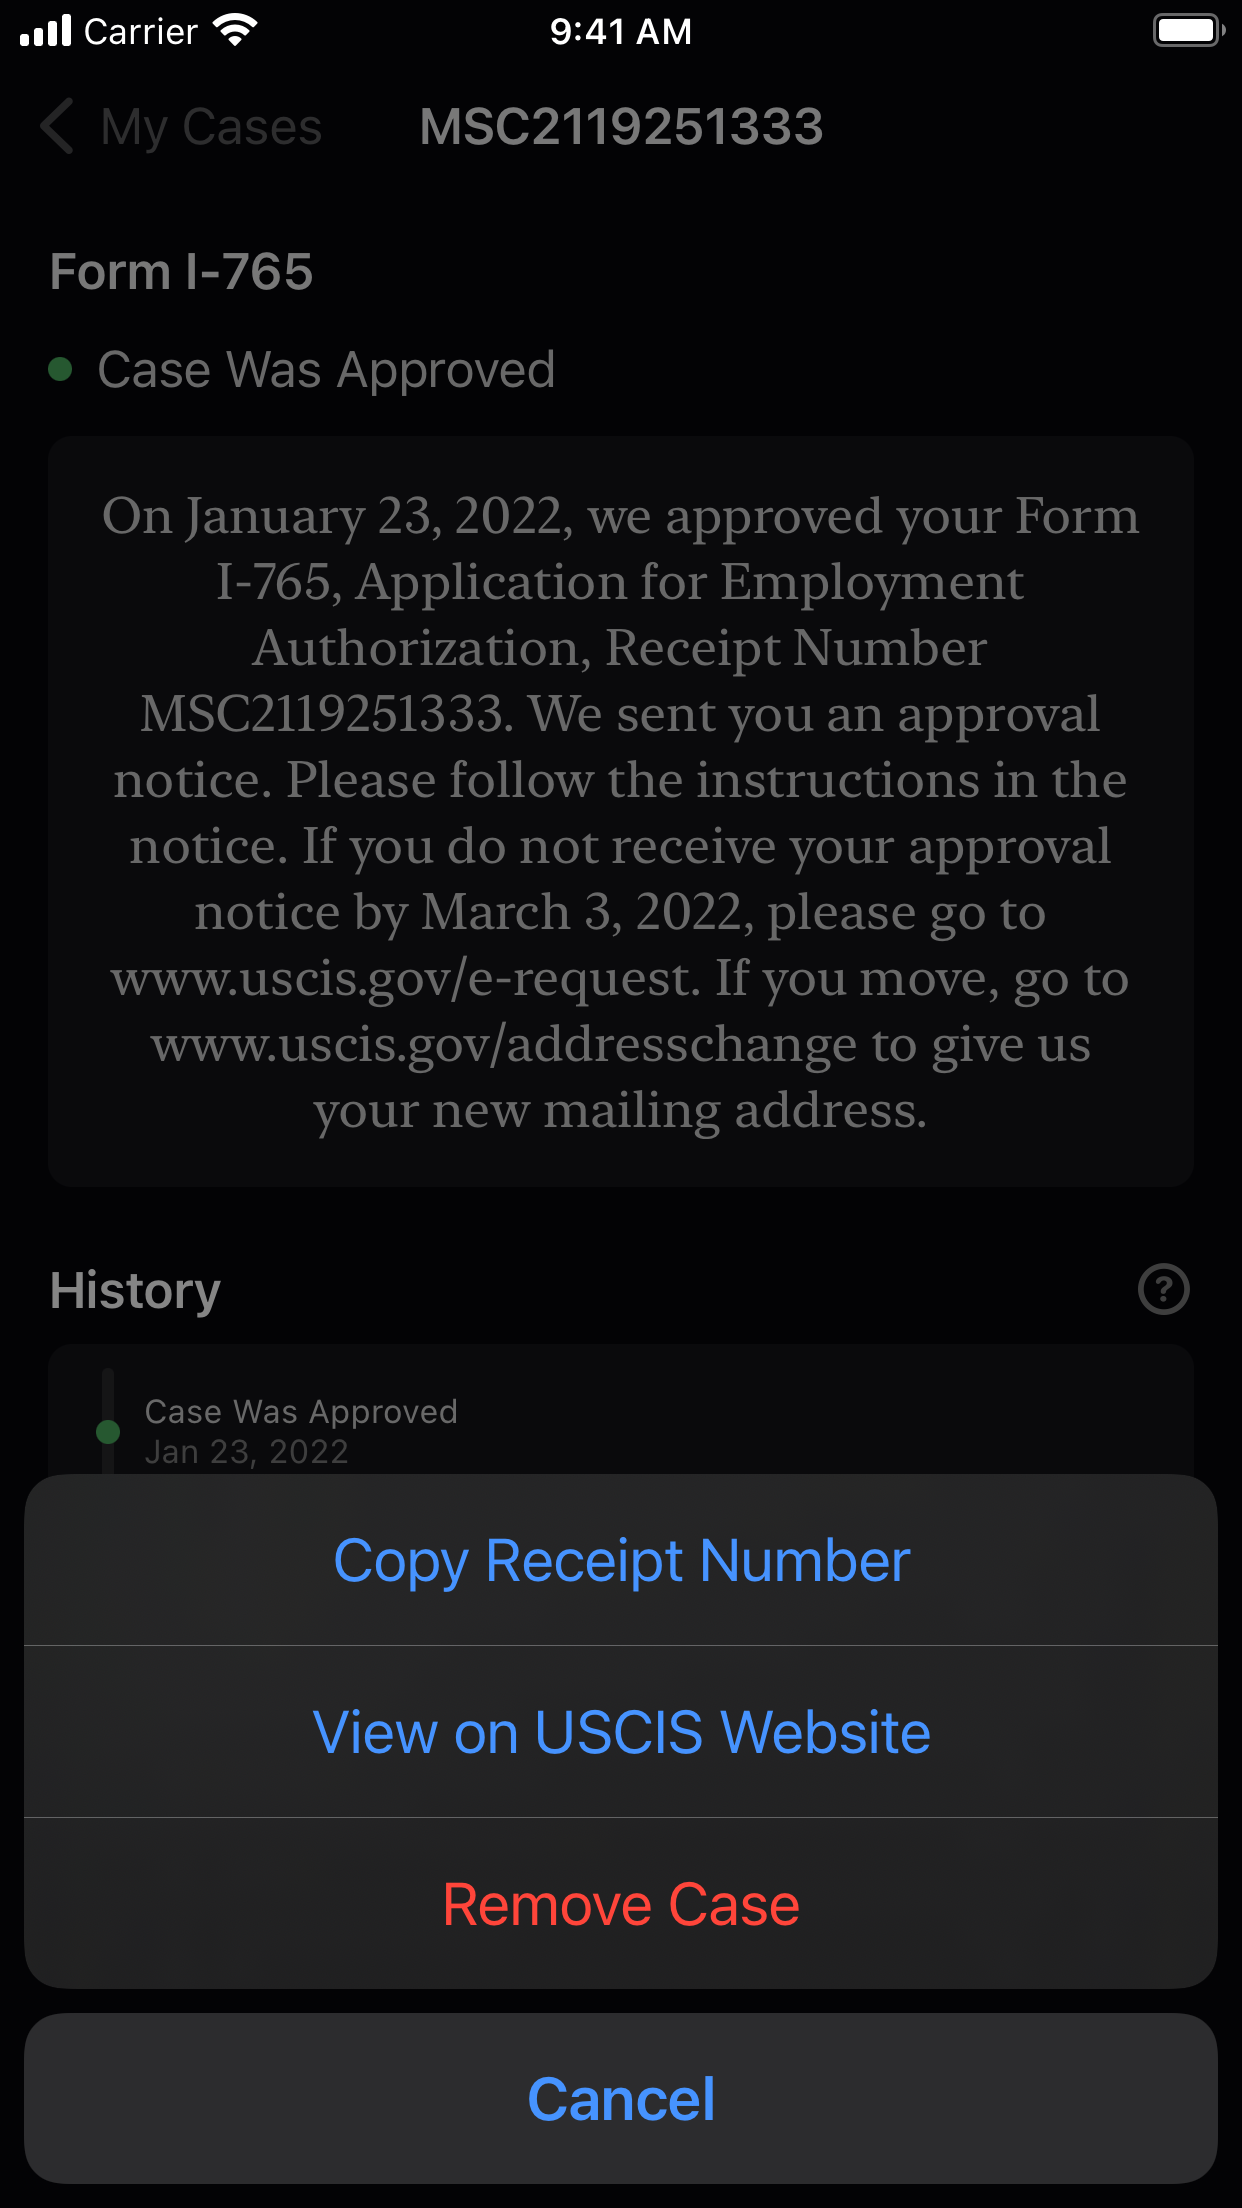 Carrier 9:41 AM
My Cases MSC2119251333
Form I-765
Case Was Approved
On January 23, 2022, we approved your Form
I-765, Application for Employment
Authorization, Receipt Number
MSC2119251333. We sent you an approval
notice. Please follow the instructions in the
notice. If you do not receive your approval
notice by March 3, 2022, please go to
www.uscis.gov/e-request. If you move, go to
www.uscis.gov/addresschange to give us
your new mailing address.
History ?
Case Was Approved
Jan 23, 2022
Copy Receipt Number
View on USCIS Website
Remove Case
Cancel